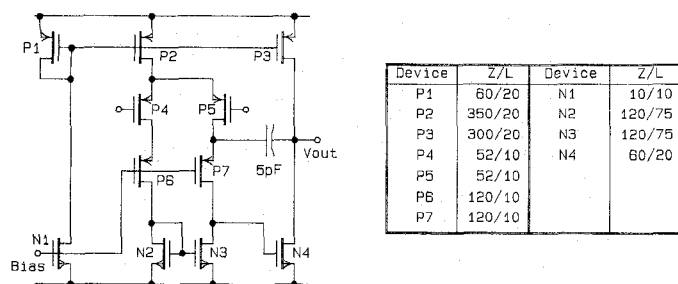 P1
P2
P3
P4
P5
P6
P7
5pF
Vout
N1
N2
N3
N4
Bias
Device Z/L Device Z/L
P1 60/20 N1 10/10
P2 350/20 N2 120/75
P3 300/20 N3 120/75
P4 52/10 N4 60/20
P5 52/10
P6 120/10
P7 120/10